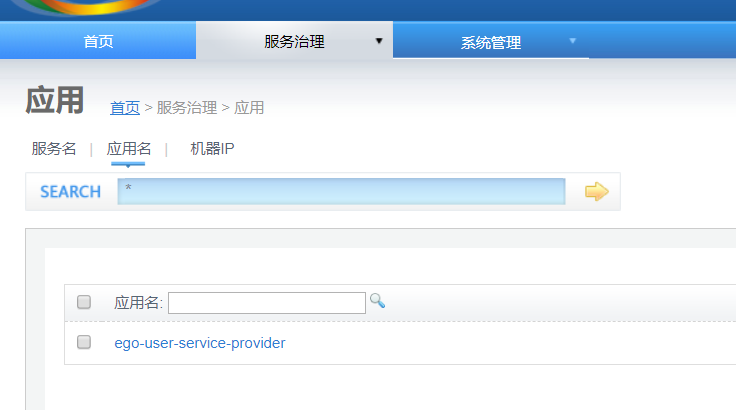 首页 服务治理 系统管理
应用 首页 > 服务治理 > 应用
服务名 | 应用名 | 机器IP
SEARCH *
应用名:
ego-user-service-provider